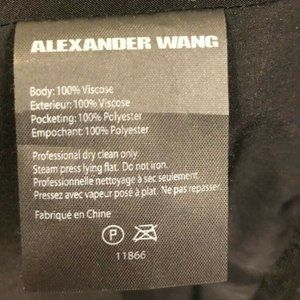 ALEXANDER WANG
Body: 100% Viscose
Exterieur: 100% Viscose
Pocketing: 100% Polyester
Empochant: 100% Polyester
Professional dry clean only.
Steam press lying flat. Do not iron.
Professionnelle nettoyage à sec seulement.
Pressez avec vapeur posé a plat. Ne pas repasser.
Fabriqué en Chine
P
11866